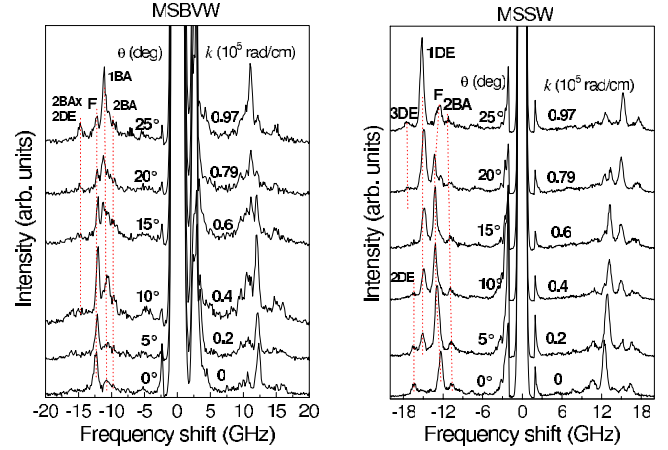 MSBVW
θ (deg)
k (10⁵ rad/cm)
1BA
2BAx
2DE
F
2BA
25°
0.97
20°
0.79
15°
0.6
10°
0.4
5°
0.2
0°
0
Intensity (arb. units)
-20 -15 -10 -5 0 5 10 15 20
Frequency shift (GHz)
MSSW
1DE
θ (deg)
k (10⁵ rad/cm)
3DE
F
2BA
25°
0.97
20°
0.79
15°
0.6
2DE
10°
0.4
5°
0.2
0°
0
Intensity (arb. units)
-18 -12 -6 0 6 12 18
Frequency shift (GHz)